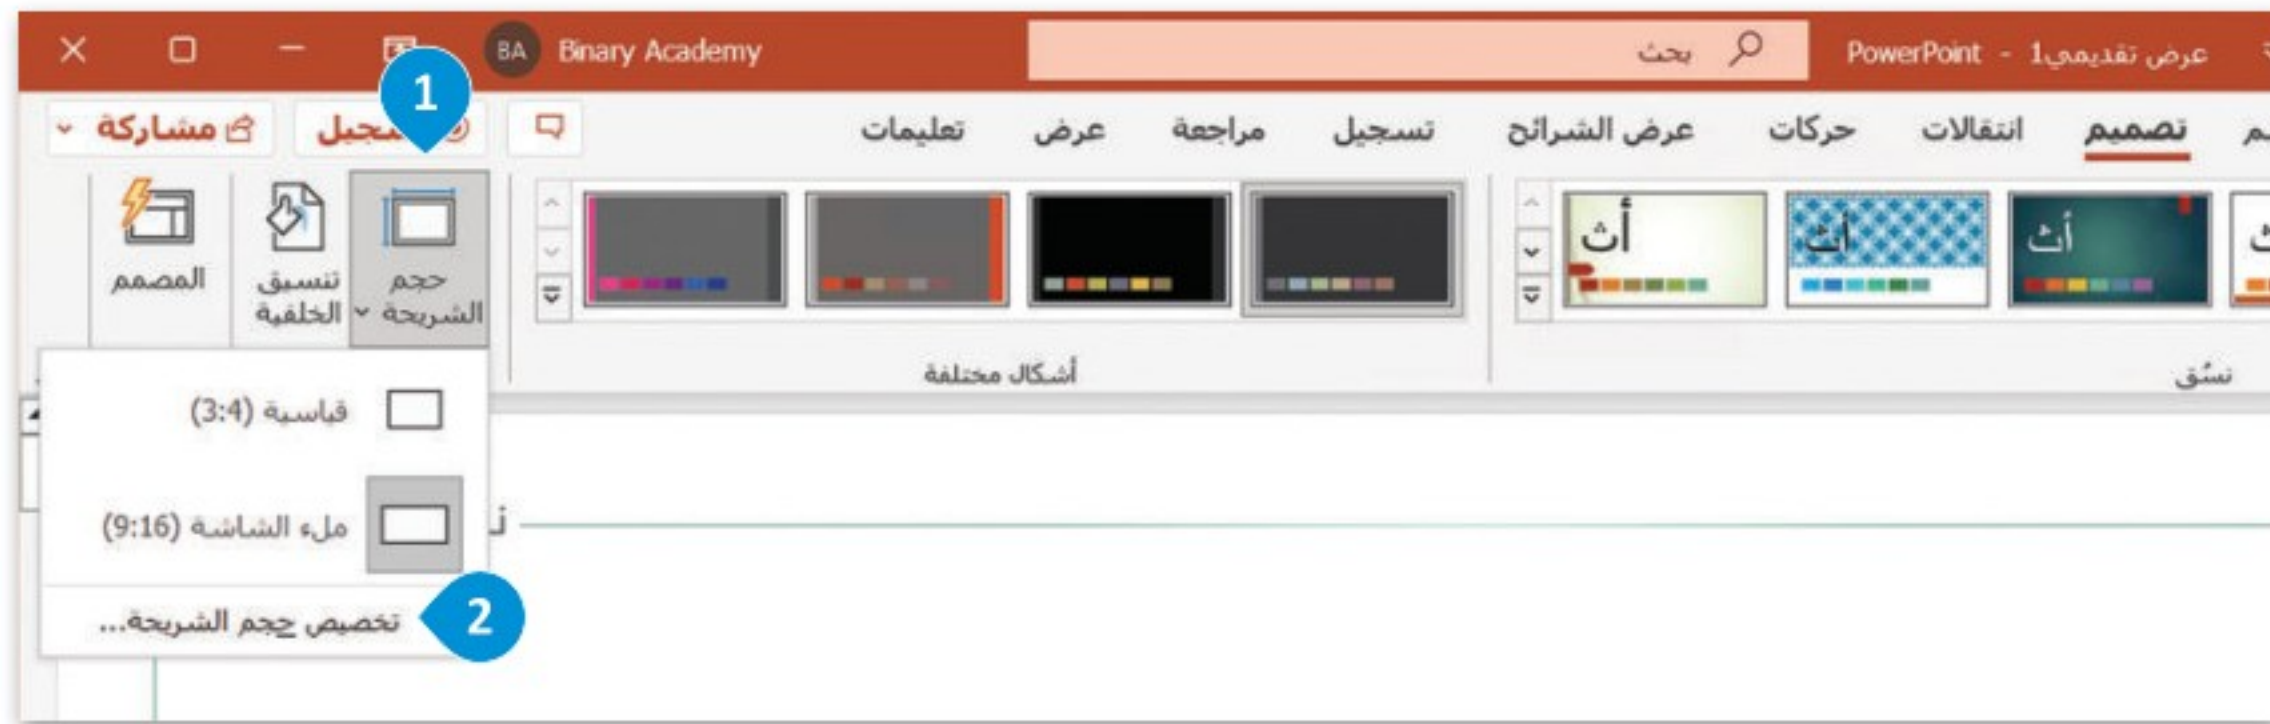 عرض تقديمي1 - PowerPoint
بحث
Binary Academy
BA
تصميم
انتقالات
حركات
عرض الشرائح
تسجيل
مراجعة
عرض
تعليمات
مشاركة
1
أث
أث
أث
حجم الشريحة
تنسيق الخلفية
المصمم
نسُق
أشكال مختلفة
قياسية (3:4)
ملء الشاشة (9:16)
تخصيص حجم الشريحة...
2